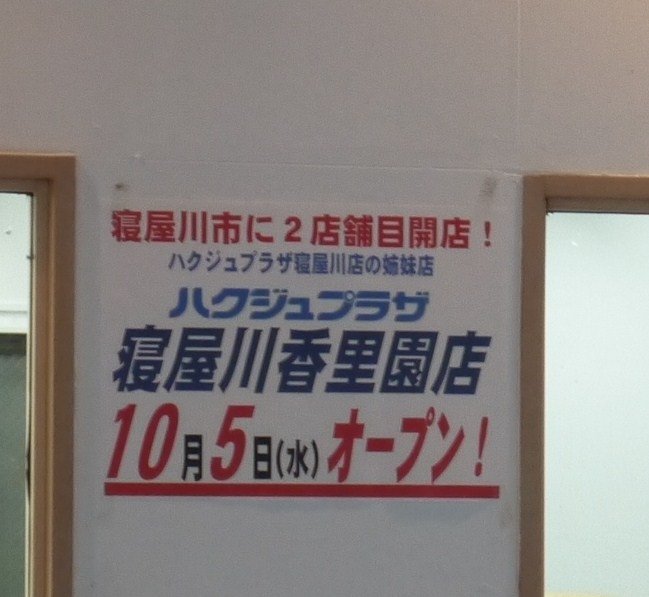 寝屋川市に２店舗目開店！
ハクジュプラザ寝屋川店の姉妹店
ハクジュプラザ
寝屋川香里園店
10月5日(水)オープン！